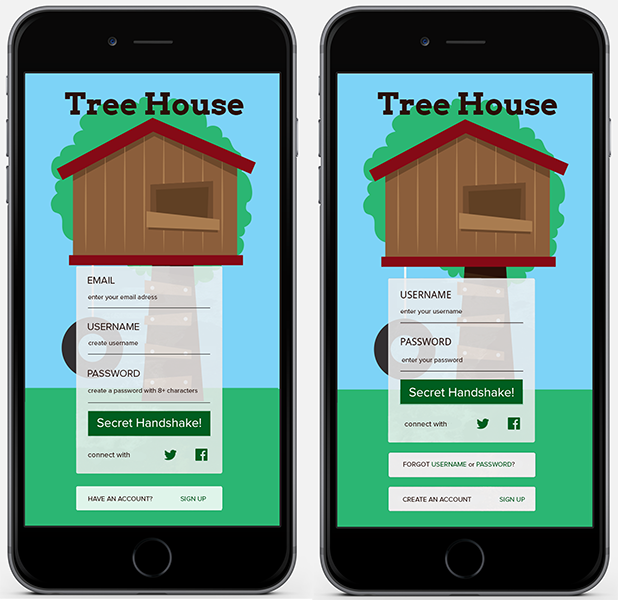 Tree House
EMAIL
enter your email adress
USERNAME
create username
PASSWORD
create a password with 8+ characters
Secret Handshake!
connect with
HAVE AN ACCOUNT? SIGN UP
Tree House
USERNAME
enter your username
PASSWORD
enter your password
Secret Handshake!
connect with
FORGOT USERNAME or PASSWORD?
CREATE AN ACCOUNT SIGN UP